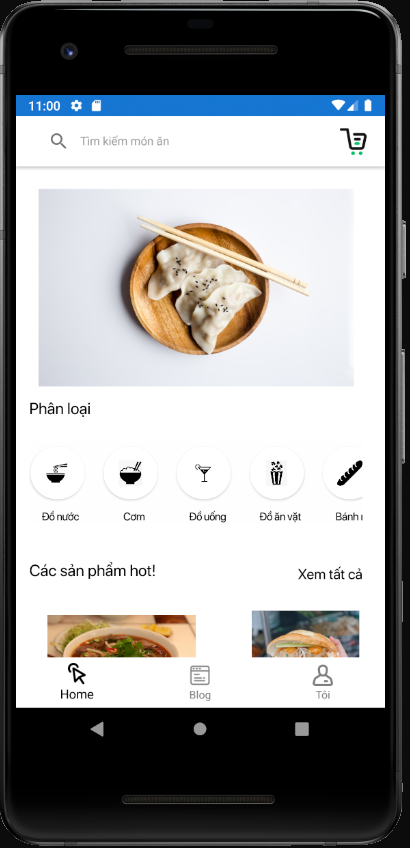 11:00
Tìm kiếm món ăn
Phân loại
Đồ nước
Cơm
Đồ uống
Đồ ăn vặt
Bánh m
Các sản phẩm hot!
Xem tất cả
Home
Blog
Tôi